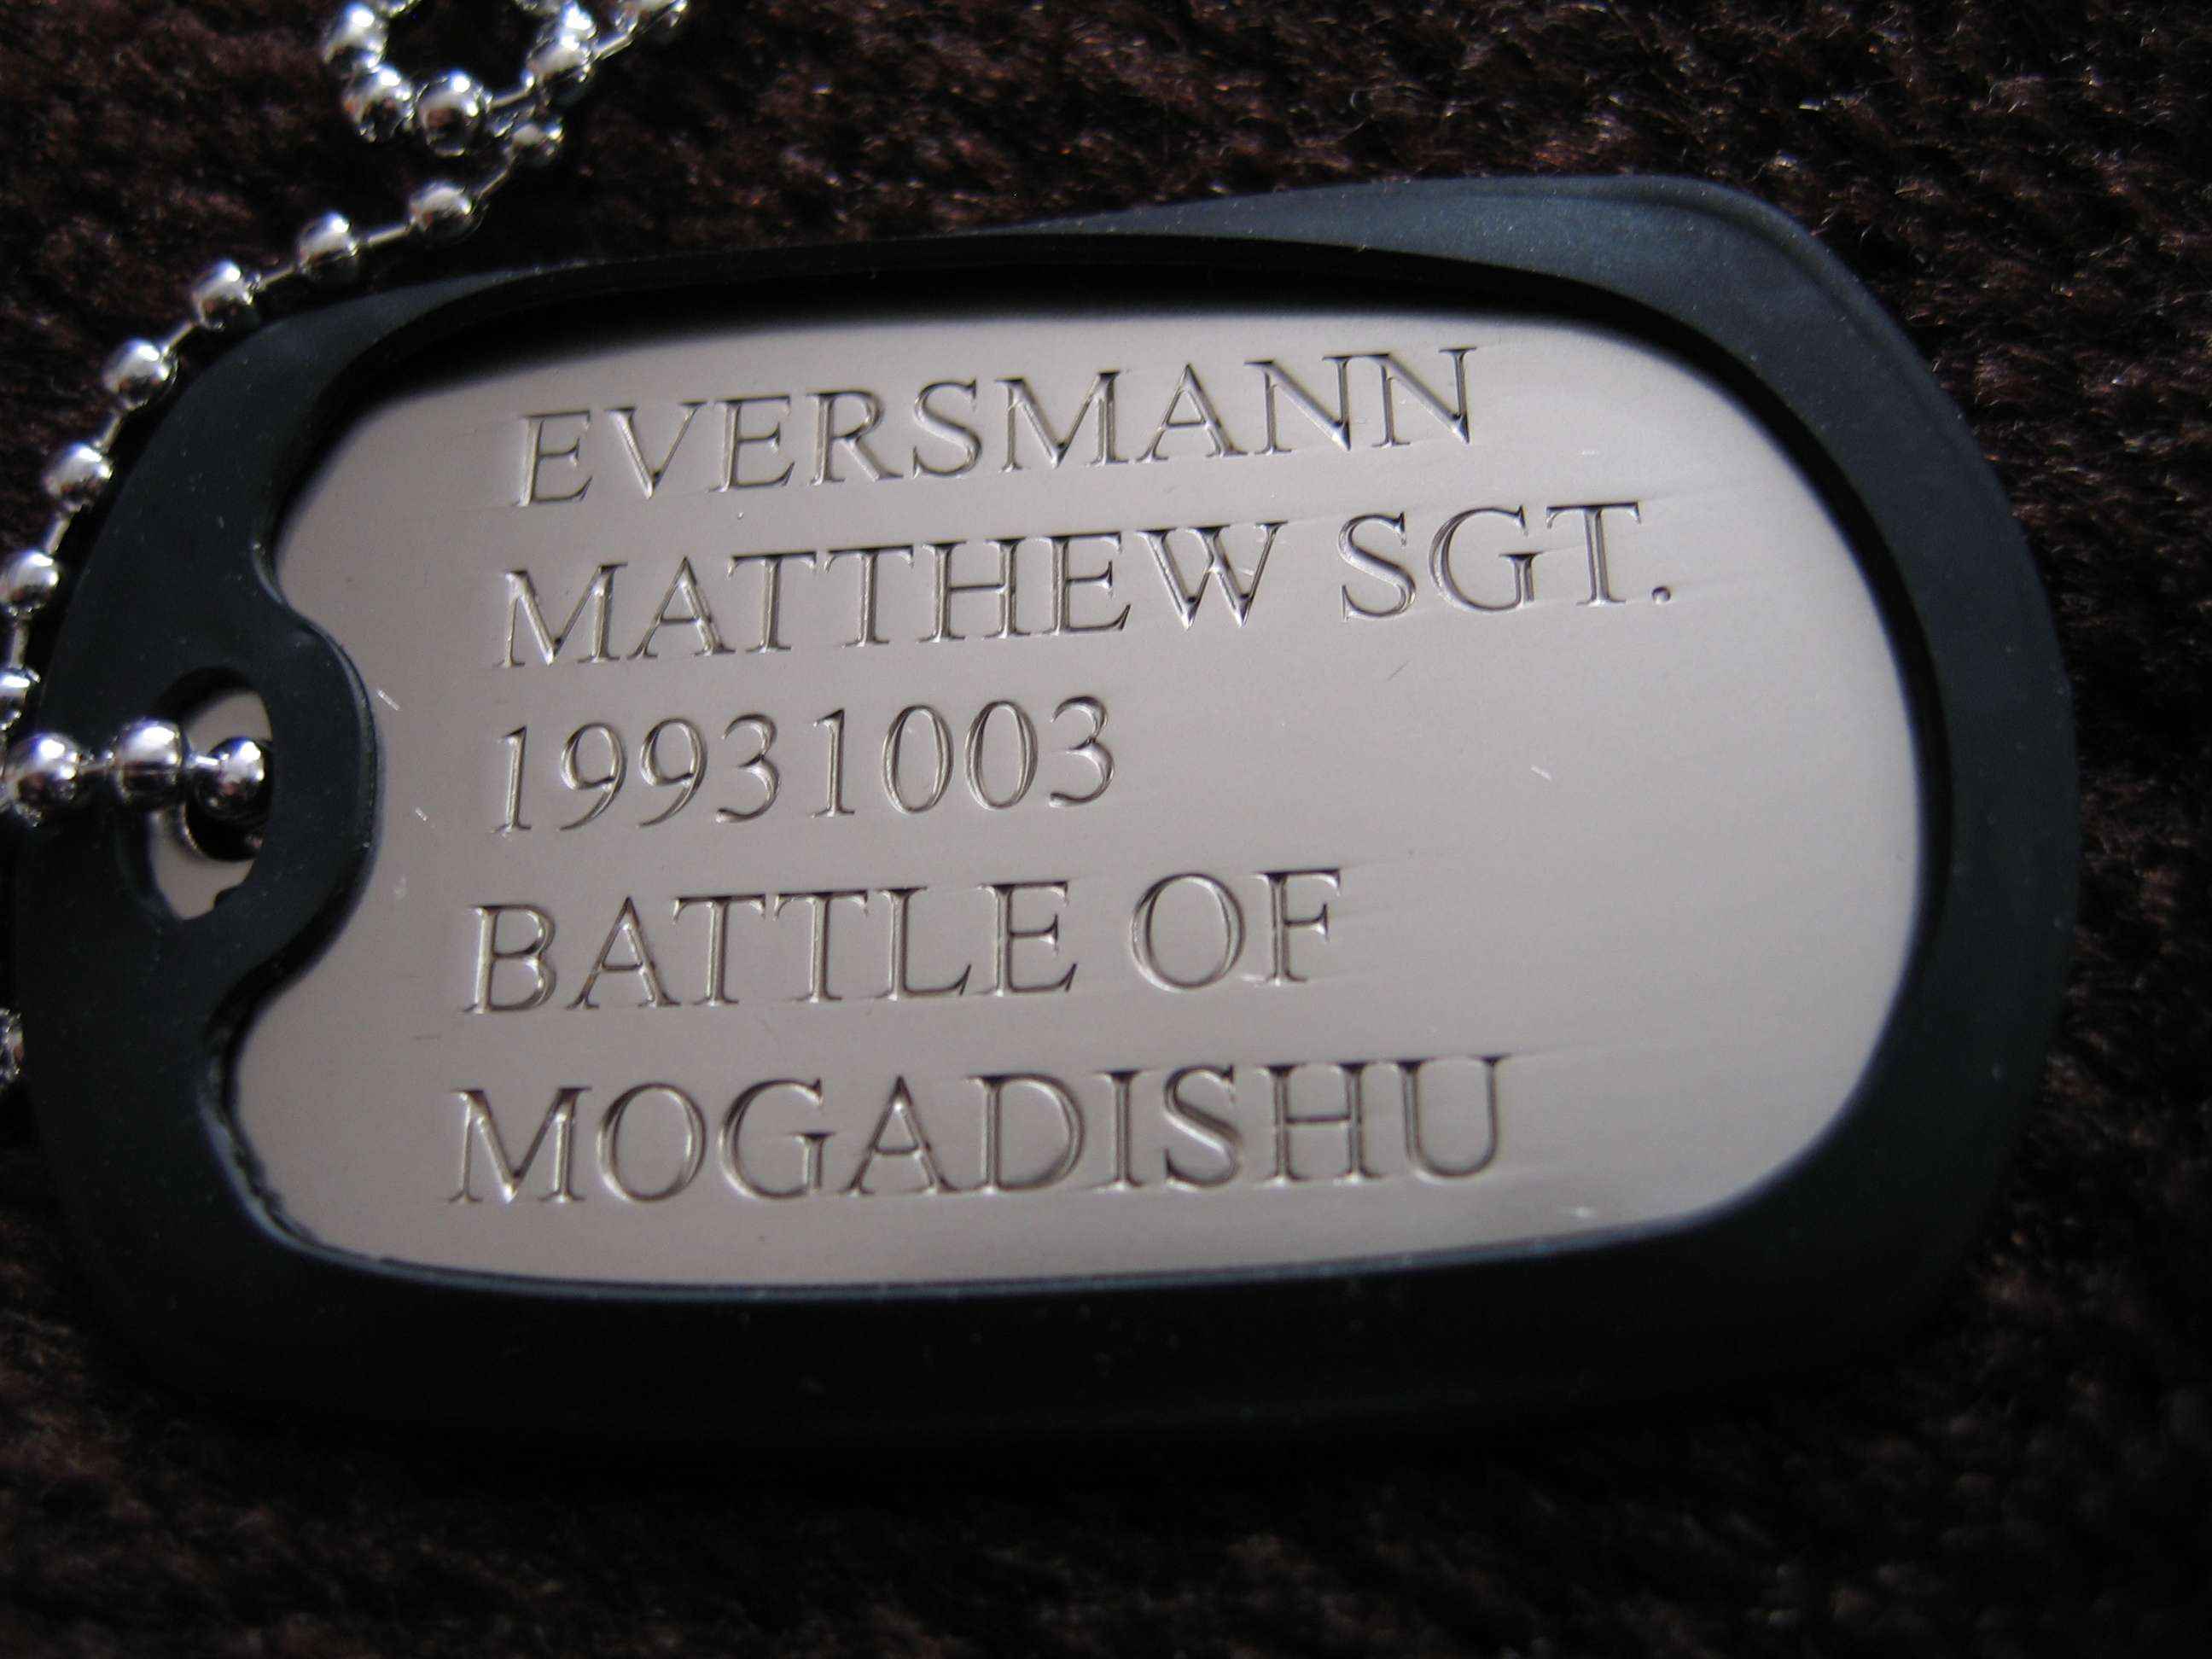 EVERSMANN
MATTHEW SGT.
19931003
BATTLE OF
MOGADISHU